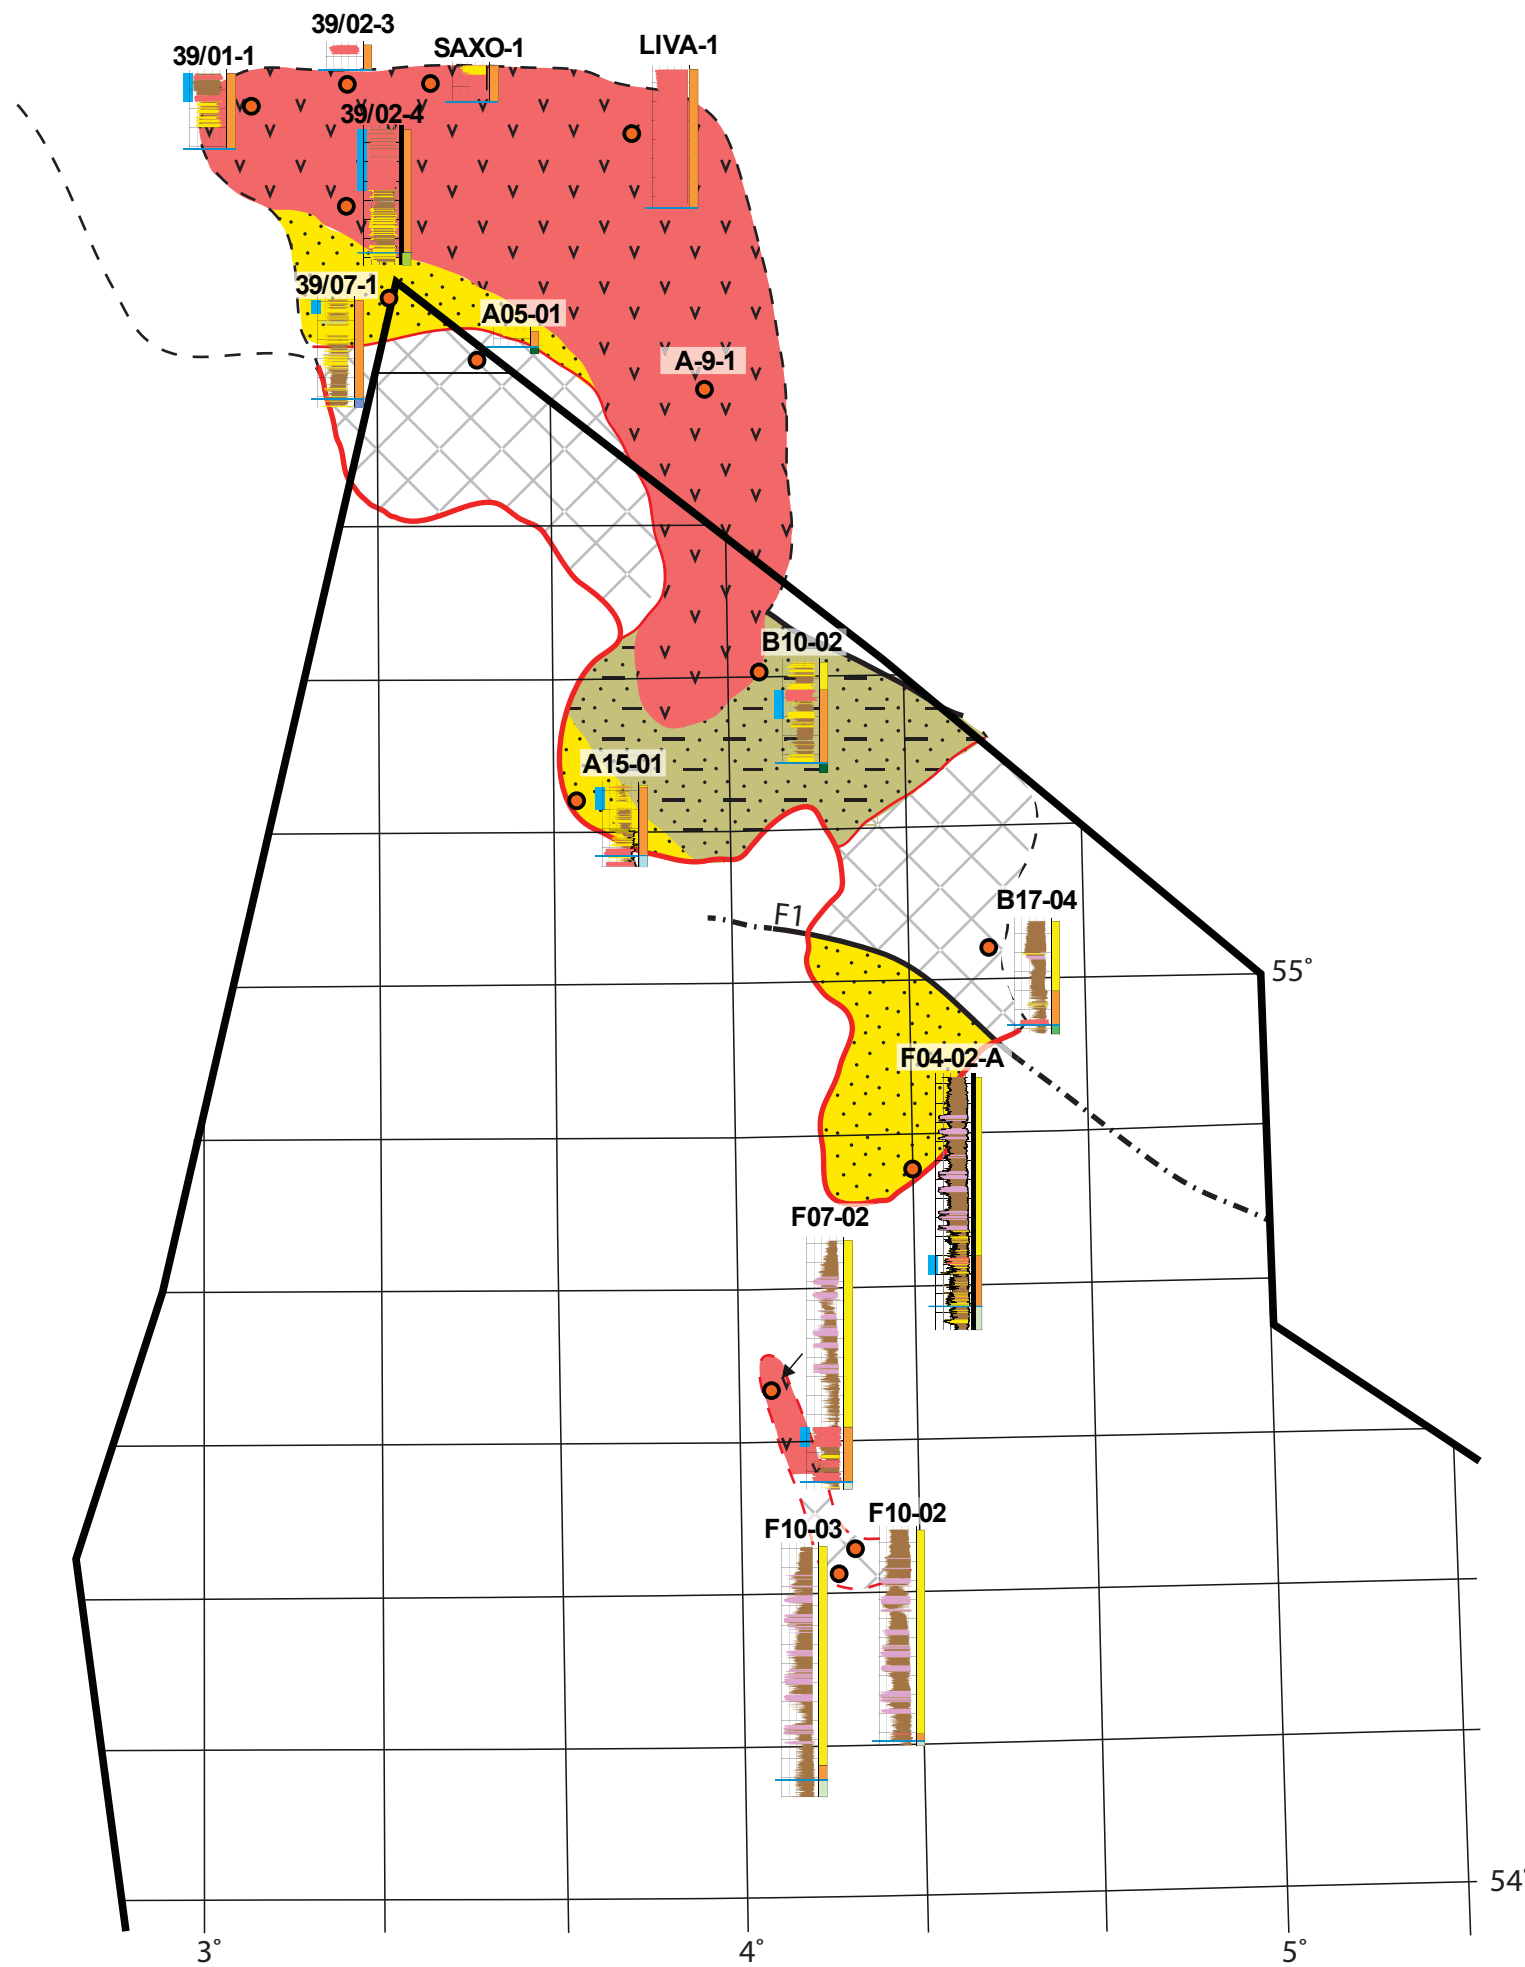 39/02-3
39/01-1
SAXO-1
LIVA-1
39/02-4
39/07-1
A05-01
A-9-1
B10-02
A15-01
B17-04
F1
55°
F04-02-A
F07-02
F10-02
F10-03
54°
3°
4°
5°